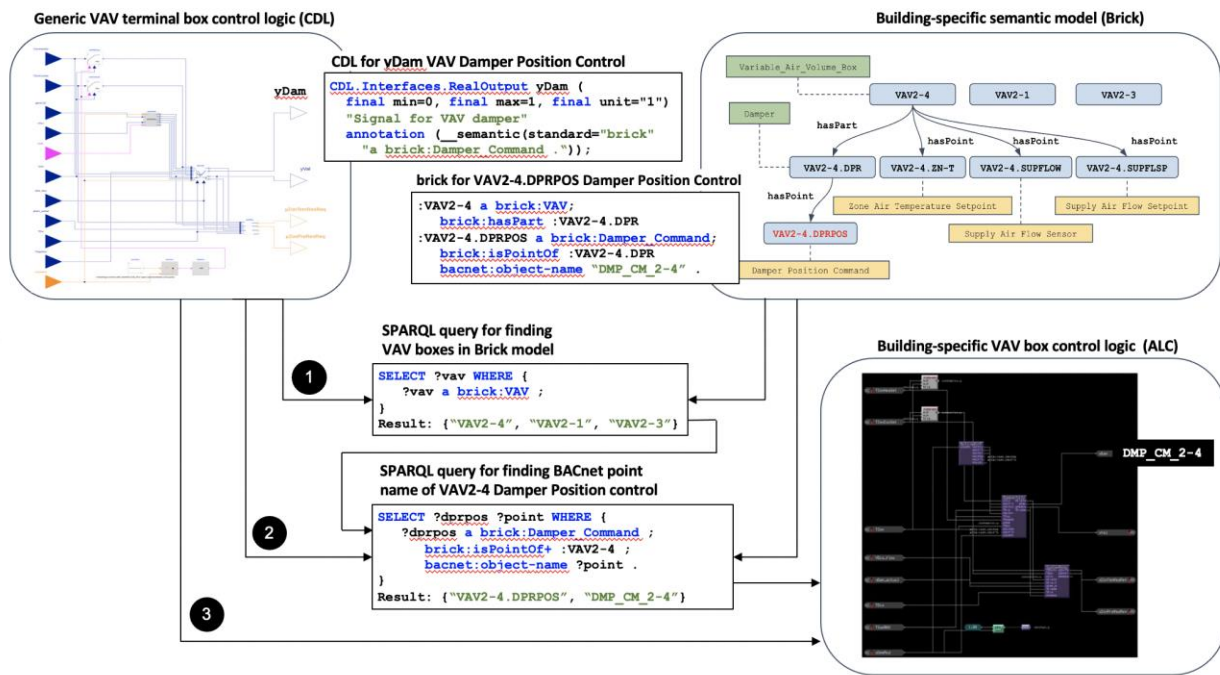 Generic VAV terminal box control logic (CDL)
yDam
CDL for yDam VAV Damper Position Control
CDL.Interfaces.RealOutput yDam (
final min=0, final max=1, final unit="1")
"Signal for VAV damper"
annotation (__semantic(standard="brick"
"a brick:Damper_Command ."));
brick for VAV2-4.DPRPOS Damper Position Control
:VAV2-4 a brick:VAV;
brick:hasPart :VAV2-4.DPR
:VAV2-4.DPRPOS a brick:Damper_Command;
brick:isPointOf :VAV2-4.DPR
bacnet:object-name “DMP_CM_2-4” .
Building-specific semantic model (Brick)
Variable_Air_Volume_Box
VAV2-4
VAV2-1
VAV2-3
Damper
hasPart
hasPoint
hasPoint
hasPoint
VAV2-4.DPR
VAV2-4.ZN-T
VAV2-4.SUPFLOW
VAV2-4.SUPFLSP
hasPoint
Zone Air Temperature Setpoint
Supply Air Flow Setpoint
VAV2-4.DPRPOS
Supply Air Flow Sensor
Damper Position Command
1
SPARQL query for finding
VAV boxes in Brick model
SELECT ?vav WHERE {
?vav a brick:VAV ;
}
Result: {“VAV2-4”, “VAV2-1”, “VAV2-3”}
2
SPARQL query for finding BACnet point
name of VAV2-4 Damper Position control
SELECT ?dprpos ?point WHERE {
?dprpos a brick:Damper_Command ;
brick:isPointOf+ :VAV2-4 ;
bacnet:object-name ?point .
}
Result: {“VAV2-4.DPRPOS”, “DMP_CM_2-4”}
3
Building-specific VAV box control logic (ALC)
DMP_CM_2-4